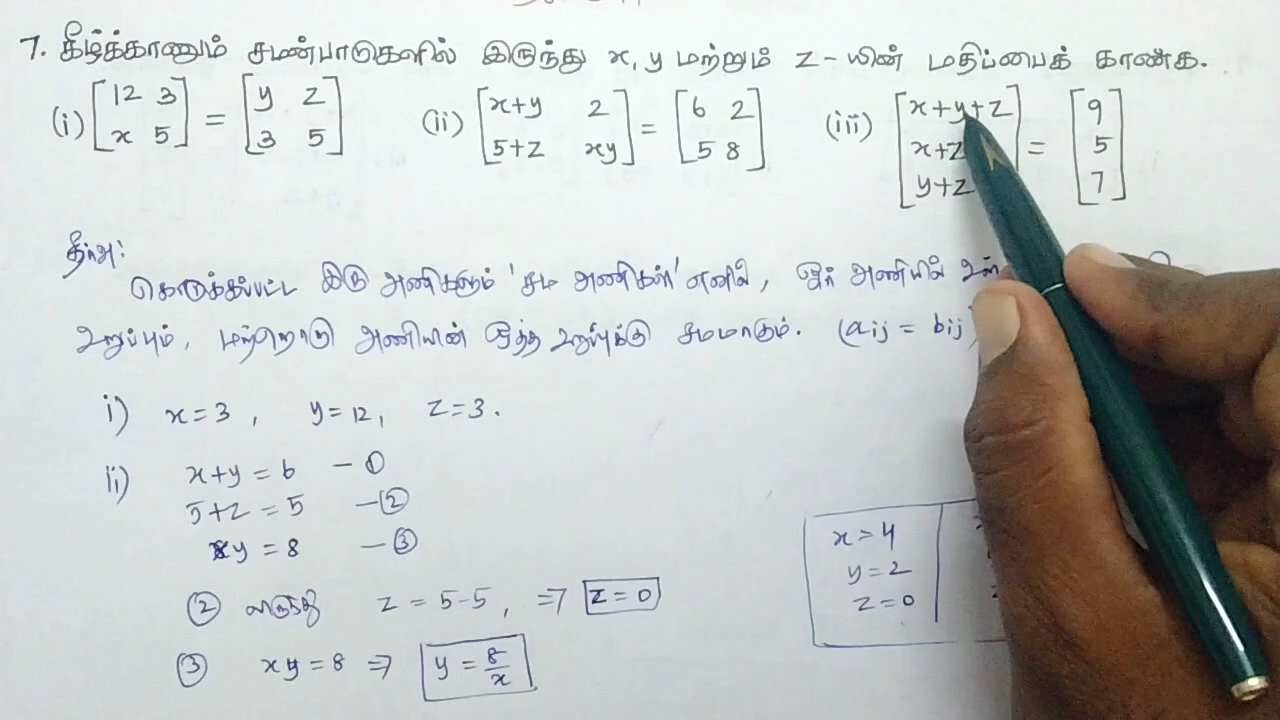 7. கீழ்க்காணும் சமன்பாடுகளில் இருந்து x, y மற்றும் z-யின் மதிப்பைக் காண்க.
(i) [12 3 = [y z (ii) [x+y 2 = [6 2 (iii) [x+y+z = [9
x 5] 3 5] 5+z xy] 5 8] x+z 5
y+z 7]
தீர்வு:
கொடுக்கப்பட்ட இரு அணிகளும் 'சம அணிகள்' எனில், ஓர் அணியில் உள்
உறுப்பும், மற்றொரு அணியின் ஒத்த உறுப்புக்கு சமமாகும். (aij = bij)
i) x=3, y=12, z=3.
ii) x+y = 6 — ①
5+z = 5 — ②
xy = 8 — ③
x=4
y=2
z=0
② z = 5-5, ⇒ z=0
③ xy=8 ⇒ y = 8/x